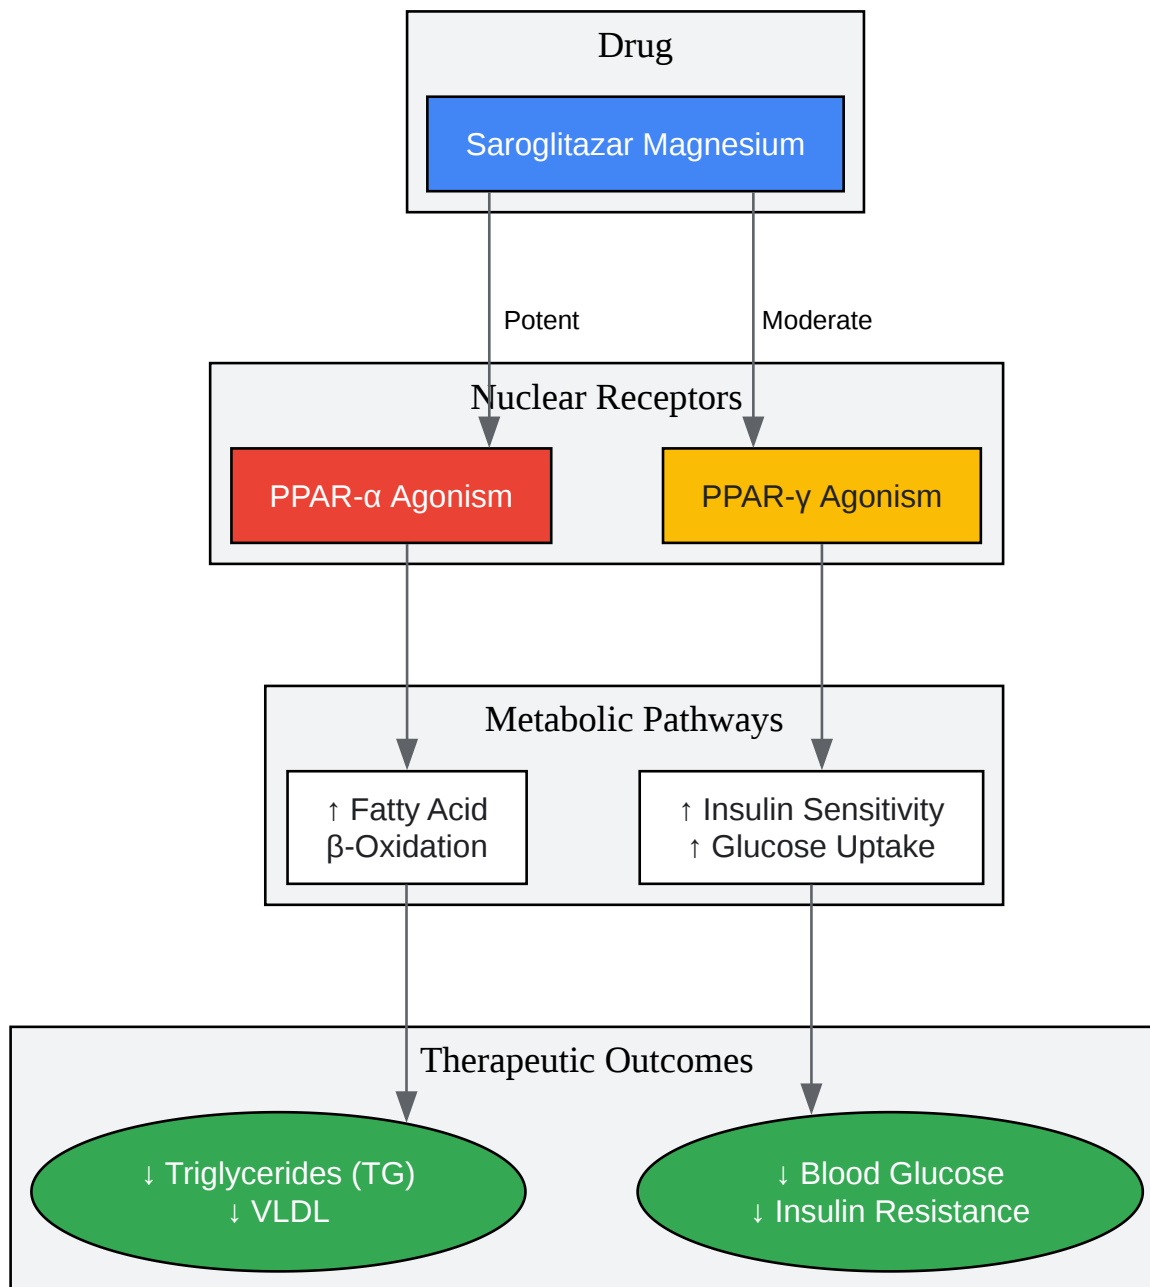 Drug
Saroglitazar Magnesium
Potent
Moderate
Nuclear Receptors
PPAR-α Agonism
PPAR-γ Agonism
Metabolic Pathways
↑ Fatty Acid
β-Oxidation
↑ Insulin Sensitivity
↑ Glucose Uptake
Therapeutic Outcomes
↓ Triglycerides (TG)
↓ VLDL
↓ Blood Glucose
↓ Insulin Resistance